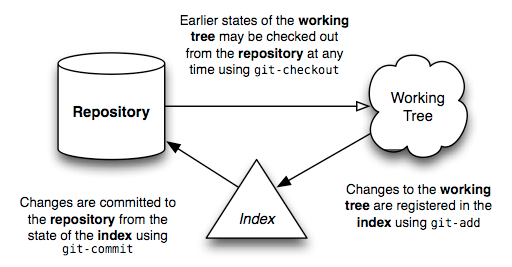 Earlier states of the working
tree may be checked out
from the repository at any
time using git-checkout
Repository
Working
Tree
Index
Changes are committed to
the repository from the
state of the index using
git-commit
Changes to the working
tree are registered in the
index using git-add